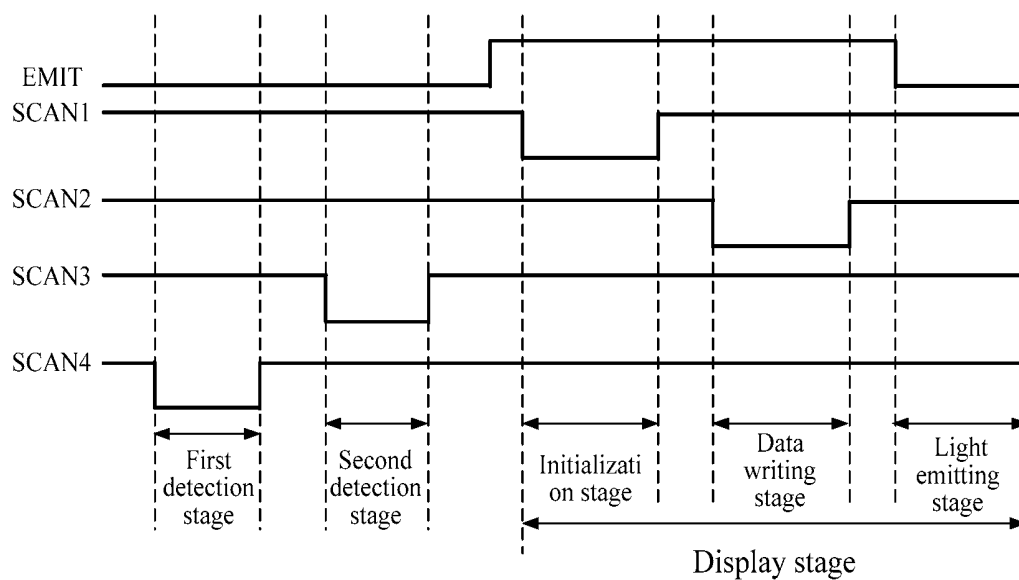 EMIT
SCAN1
SCAN2
SCAN3
SCAN4
First
detection
stage
Second
detection
stage
Initializati
on stage
Data
writing
stage
Light
emitting
stage
Display stage